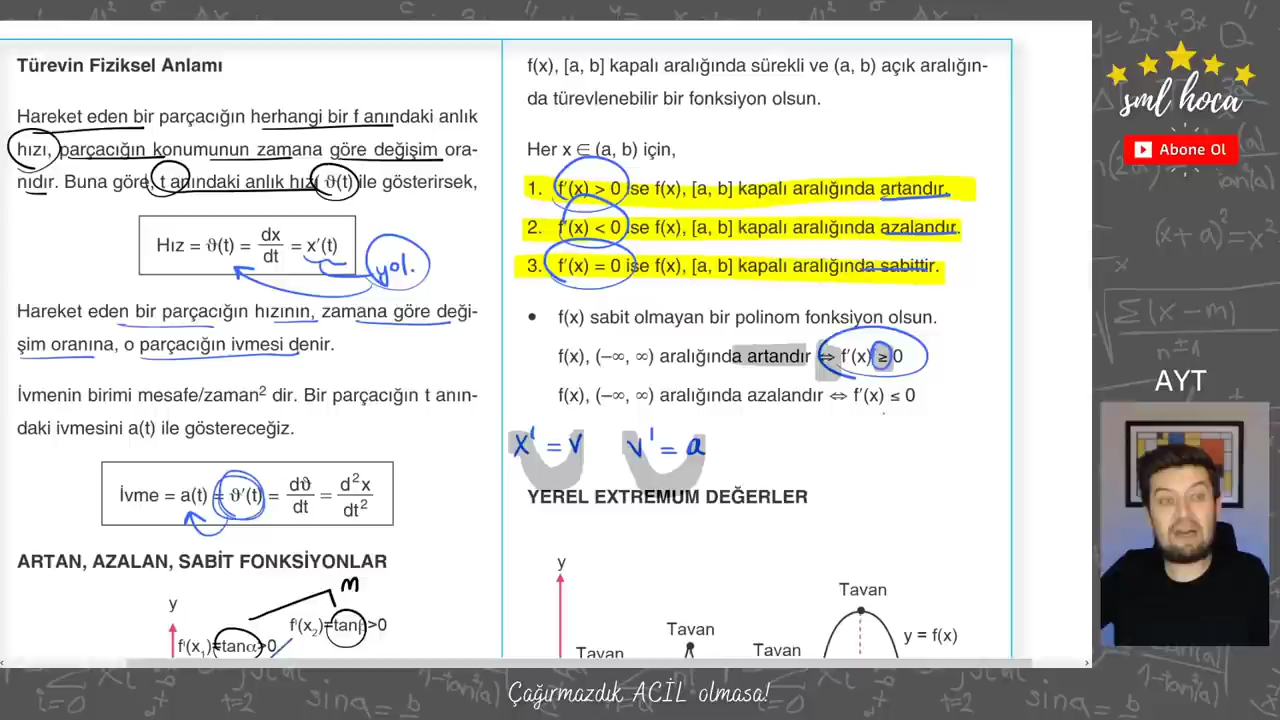 Türevin Fiziksel Anlamı
Hareket eden bir parçacığın herhangi bir f anındaki anlık
hızı, parçacığın konumunun zamana göre değişim ora-
nıdır. Buna göre, t anındaki anlık hızı ϑ(t) ile gösterirsek,
Hız = ϑ(t) = dx/dt = x′(t)
yol.
Hareket eden bir parçacığın hızının, zamana göre deği-
şim oranına, o parçacığın ivmesi denir.
İvmenin birimi mesafe/zaman² dir. Bir parçacığın t anın-
daki ivmesini a(t) ile göstereceğiz.
İvme = a(t) = ϑ′(t) = dϑ/dt = d²x/dt²
ARTAN, AZALAN, SABİT FONKSİYONLAR
m
y
f′(x₂)=tanβ>0
f′(x₁)=tanα>0
f(x), [a, b] kapalı aralığında sürekli ve (a, b) açık aralığın-
da türevlenebilir bir fonksiyon olsun.
Her x ∈ (a, b) için,
1. f′(x) > 0 ise f(x), [a, b] kapalı aralığında artandır.
2. f′(x) < 0 ise f(x), [a, b] kapalı aralığında azalandır.
3. f′(x) = 0 ise f(x), [a, b] kapalı aralığında sabittir.
• f(x) sabit olmayan bir polinom fonksiyon olsun.
f(x), (−∞, ∞) aralığında artandır ⇔ f′(x) ≥ 0
f(x), (−∞, ∞) aralığında azalandır ⇔ f′(x) ≤ 0
x' = v v' = a
YEREL EXTREMUM DEĞERLER
y
Tavan
Tavan
Tavan
Tavan
y = f(x)
sml hoca
Abone Ol
AYT
Çağırmazdık ACİL olmasa!